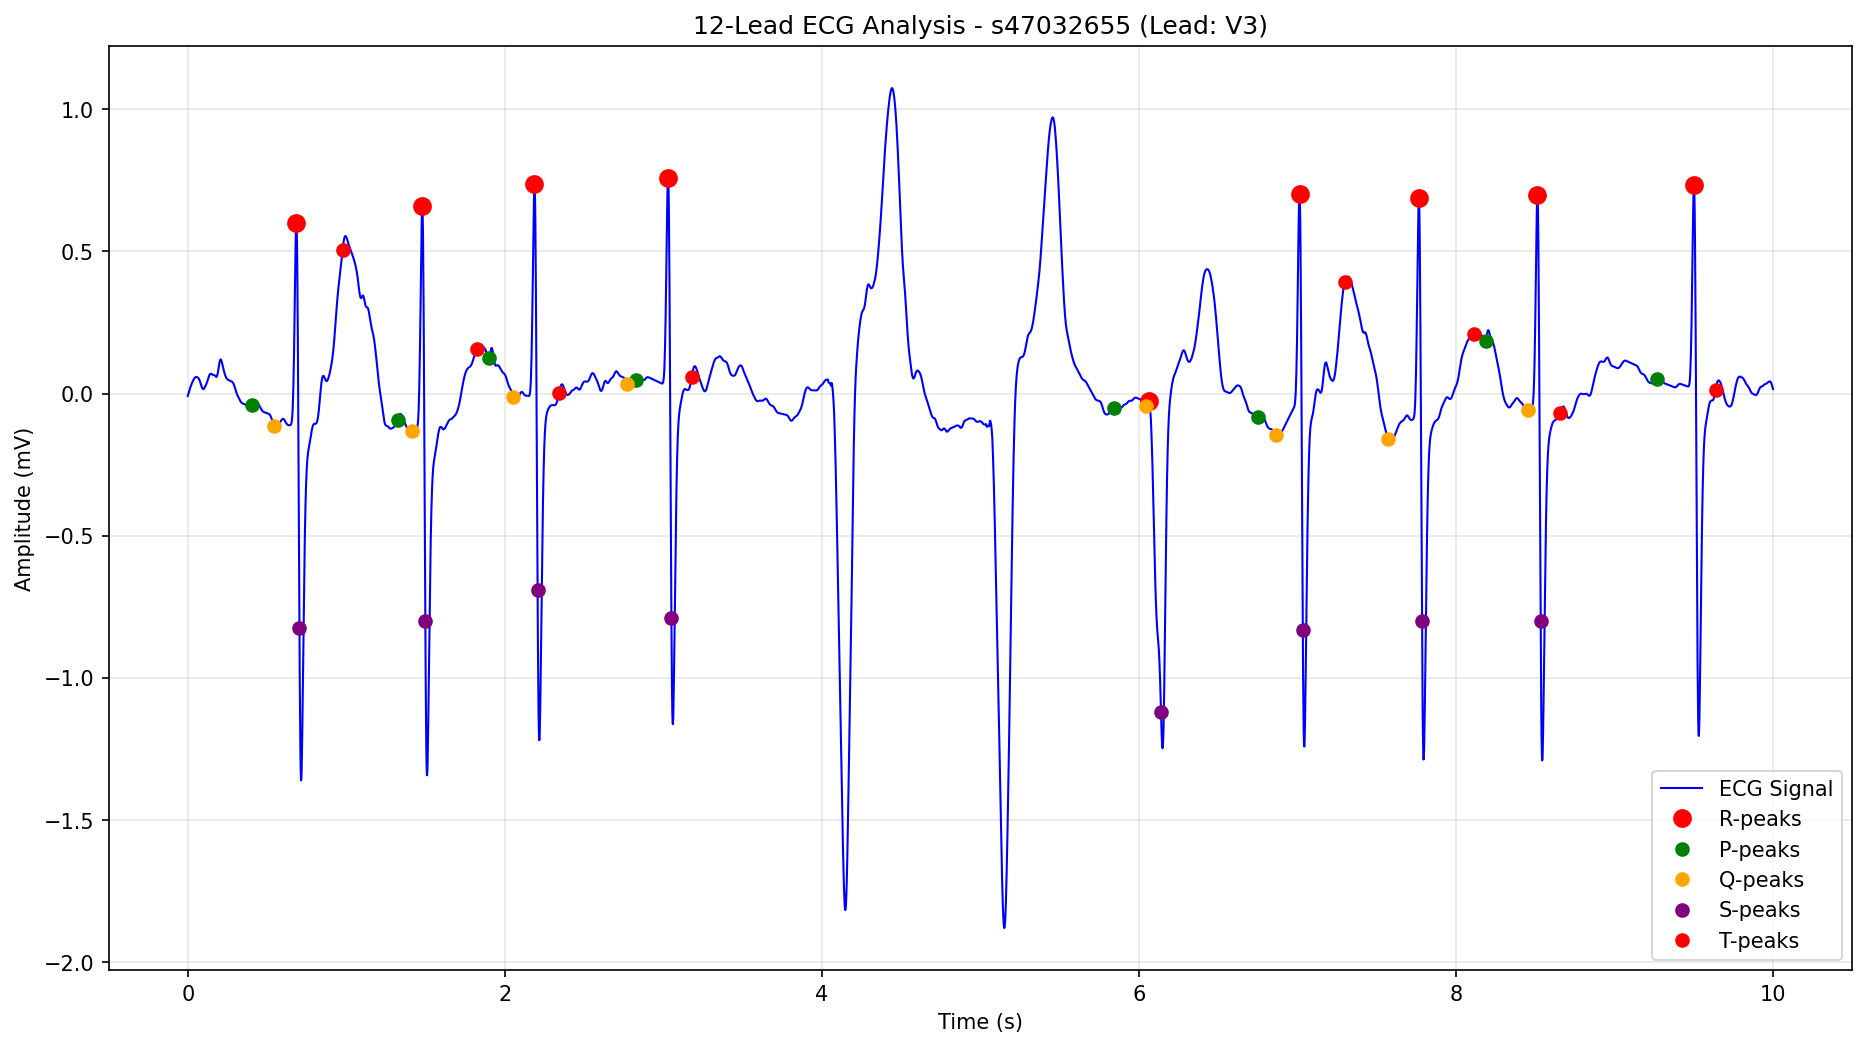 12-Lead ECG Analysis - s47032655 (Lead: V3)
Amplitude (mV)
1.0
0.5
0.0
−0.5
−1.0
−1.5
−2.0
0 2 4 6 8 10
Time (s)
ECG Signal
R-peaks
P-peaks
Q-peaks
S-peaks
T-peaks